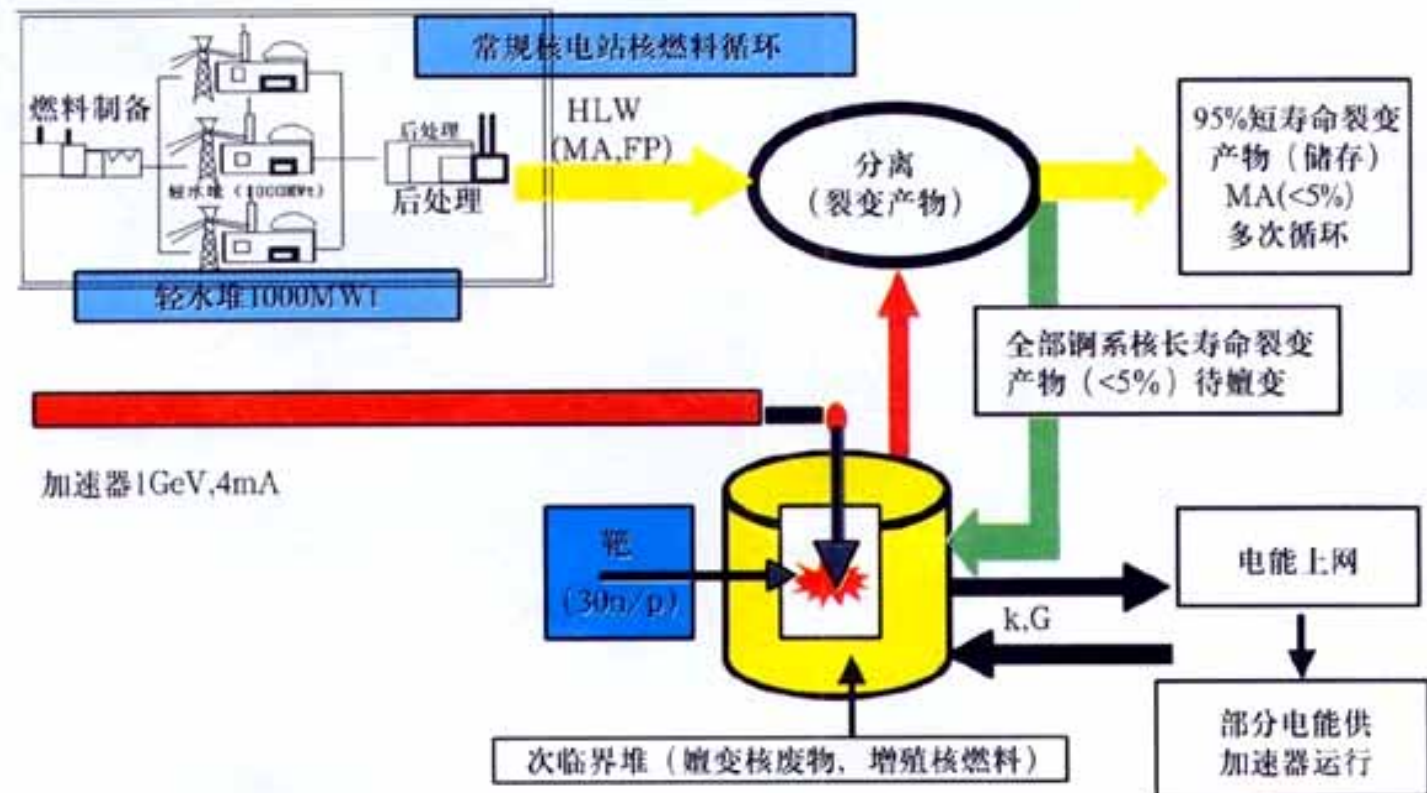 常规核电站核燃料循环
燃料制备
轻水堆（1000MWt）
后处理
后处理
轻水堆1000MWt
HLW
(MA,FP)
分离
（裂变产物）
95%短寿命裂变
产物（储存）
MA(<5%)
多次循环
全部锕系核长寿命裂变
产物（<5%）待嬗变
加速器1GeV,4mA
靶
(30n/p)
k,G
电能上网
部分电能供
加速器运行
次临界堆（嬗变核废物、增殖核燃料）